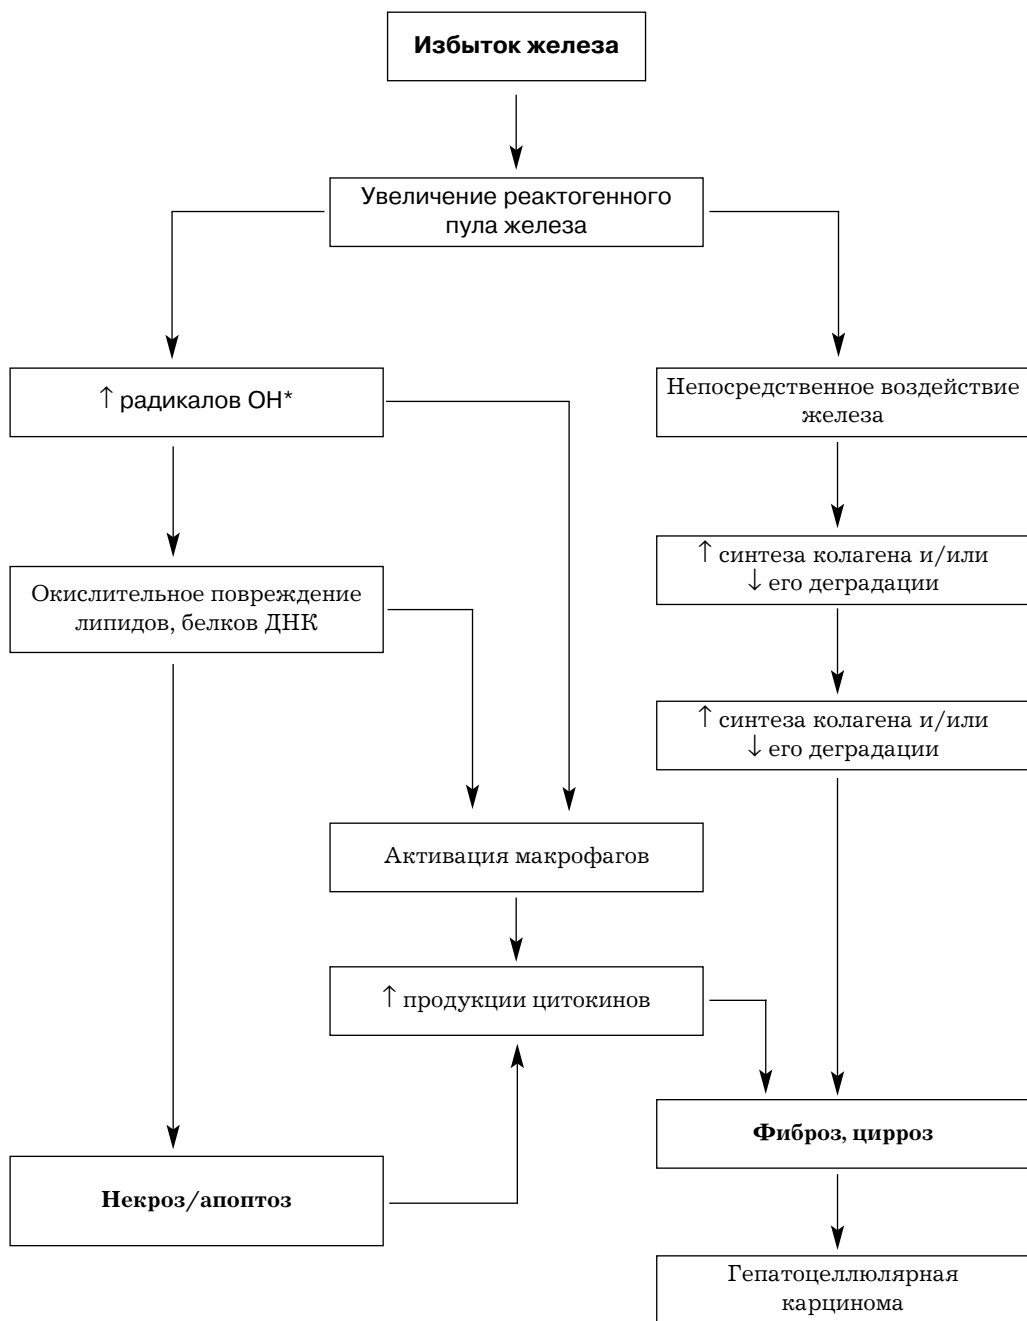 Избыток железа
Увеличение реактогенного
пула железа
↑ радикалов ОН*
Непосредственное воздействие
железа
↑ синтеза колагена и/или
↓ его деградации
Окислительное повреждение
липидов, белков ДНК
↑ синтеза колагена и/или
↓ его деградации
Активация макрофагов
↑ продукции цитокинов
Фиброз, цирроз
Некроз/апоптоз
Гепатоцеллюлярная
карцинома